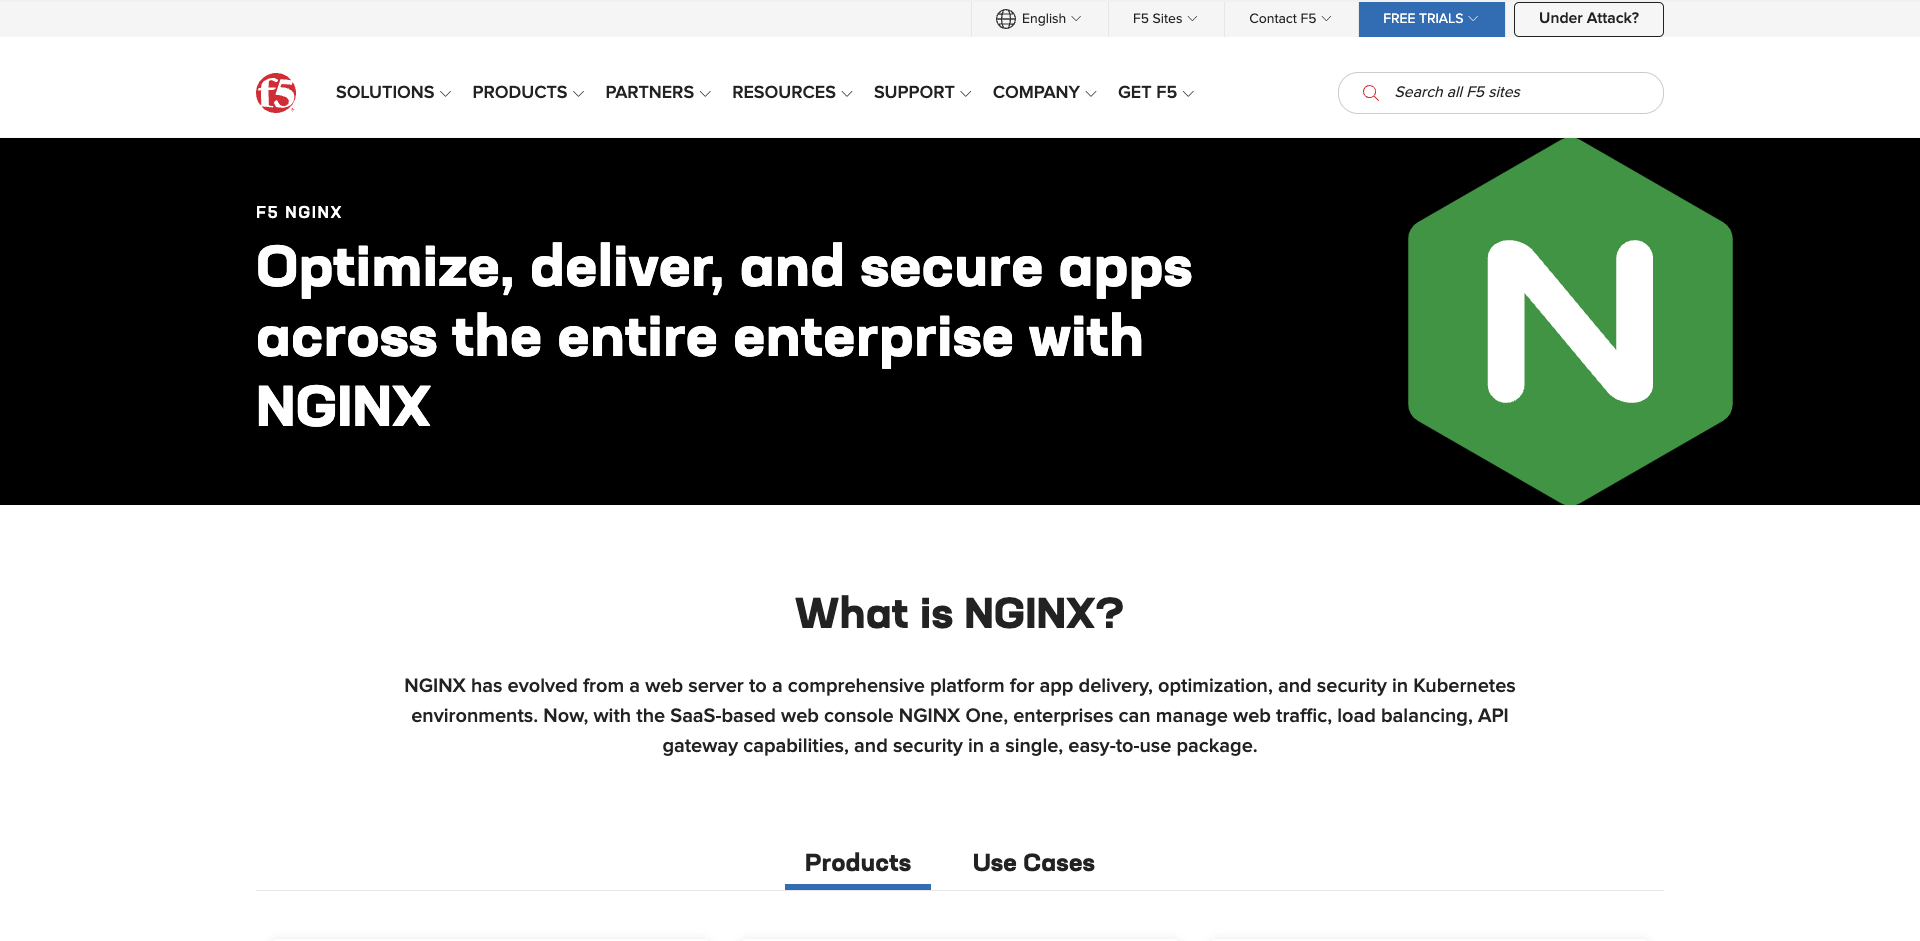 English
F5 Sites
Contact F5
FREE TRIALS
Under Attack?
f5
SOLUTIONS
PRODUCTS
PARTNERS
RESOURCES
SUPPORT
COMPANY
GET F5
Search all F5 sites
F5 NGINX
Optimize, deliver, and secure apps
across the entire enterprise with
NGINX
N
What is NGINX?
NGINX has evolved from a web server to a comprehensive platform for app delivery, optimization, and security in Kubernetes
environments. Now, with the SaaS-based web console NGINX One, enterprises can manage web traffic, load balancing, API
gateway capabilities, and security in a single, easy-to-use package.
Products
Use Cases